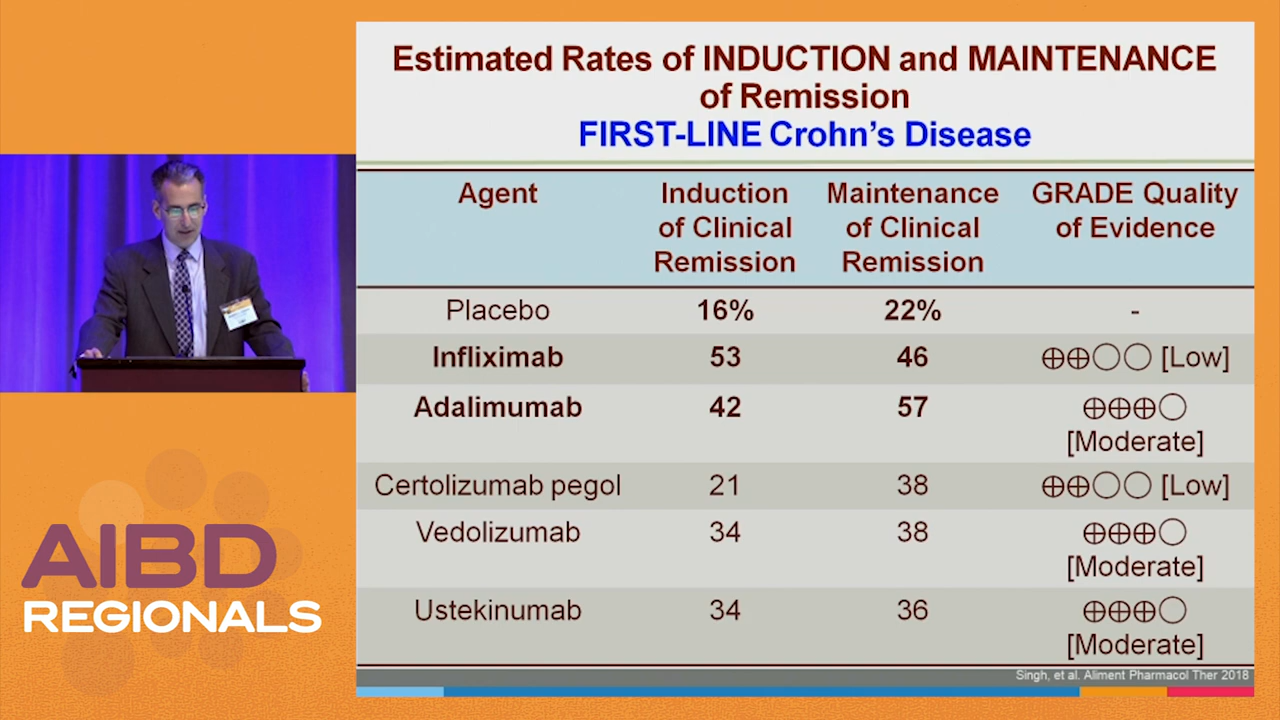 Estimated Rates of INDUCTION and MAINTENANCE
of Remission
FIRST-LINE Crohn's Disease
Agent
Induction
of Clinical
Remission
Maintenance
of Clinical
Remission
GRADE Quality
of Evidence
Placebo 16% 22% -
Infliximab 53 46 ⊕⊕○○ [Low]
Adalimumab 42 57 ⊕⊕⊕○
[Moderate]
Certolizumab pegol 21 38 ⊕⊕○○ [Low]
Vedolizumab 34 38 ⊕⊕⊕○
[Moderate]
Ustekinumab 34 36 ⊕⊕⊕○
[Moderate]
Singh, et al. Aliment Pharmacol Ther 2018
AIBD
REGIONALS